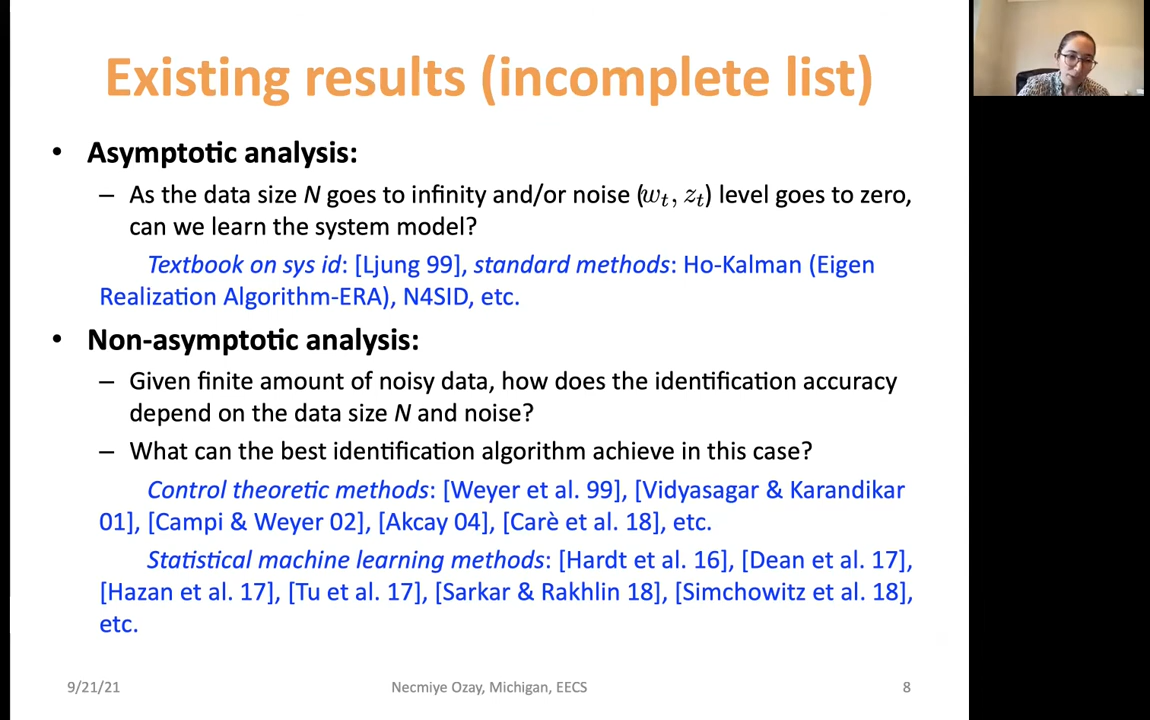 Existing results (incomplete list)
• Asymptotic analysis:
– As the data size N goes to infinity and/or noise (w_t, z_t) level goes to zero,
can we learn the system model?
Textbook on sys id: [Ljung 99], standard methods: Ho-Kalman (Eigen
Realization Algorithm-ERA), N4SID, etc.
• Non-asymptotic analysis:
– Given finite amount of noisy data, how does the identification accuracy
depend on the data size N and noise?
– What can the best identification algorithm achieve in this case?
Control theoretic methods: [Weyer et al. 99], [Vidyasagar & Karandikar
01], [Campi & Weyer 02], [Akcay 04], [Carè et al. 18], etc.
Statistical machine learning methods: [Hardt et al. 16], [Dean et al. 17],
[Hazan et al. 17], [Tu et al. 17], [Sarkar & Rakhlin 18], [Simchowitz et al. 18],
etc.
9/21/21 Necmiye Ozay, Michigan, EECS 8